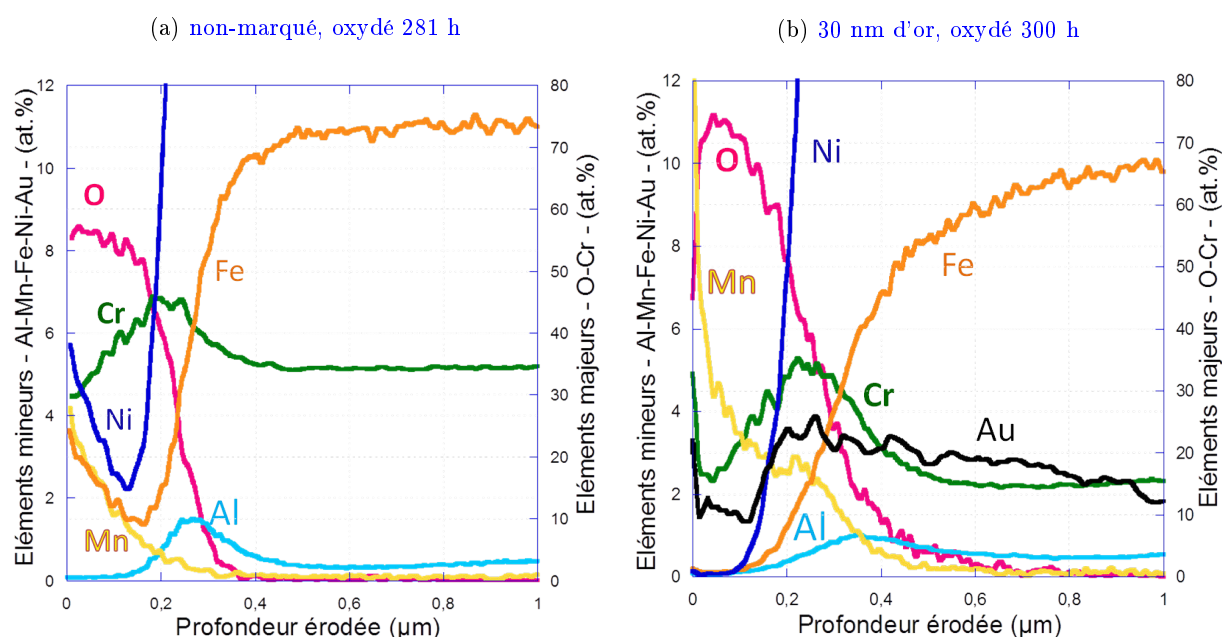 (a) non-marqué, oxydé 281 h
(b) 30 nm d'or, oxydé 300 h
Eléments mineurs - Al-Mn-Fe-Ni-Au - (at.%)
12
10
8
6
4
2
0
O
Cr
Ni
Mn
Fe
Al
80
70
60
50
40
30
20
10
0
Eléments majeurs - O-Cr - (at.%)
0
0,2
0,4
0,6
0,8
1
Profondeur érodée (µm)
Eléments mineurs - Al-Mn-Fe-Ni-Au - (at.%)
12
10
8
6
4
2
0
O
Ni
Mn
Fe
Cr
Au
Al
80
70
60
50
40
30
20
10
0
Eléments majeurs - O-Cr - (at.%)
0
0,2
0,4
0,6
0,8
1
Profondeur érodée (µm)